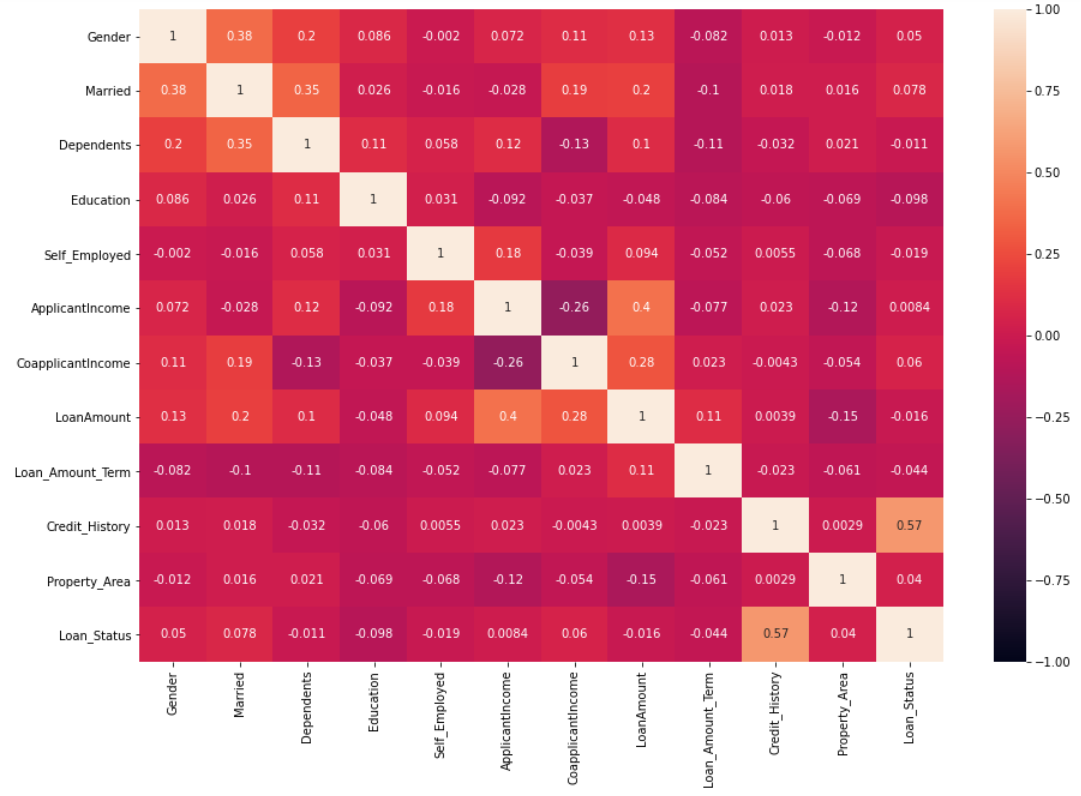 Gender 1 0.38 0.2 0.086 -0.002 0.072 0.11 0.13 -0.082 0.013 -0.012 0.05
Married 0.38 1 0.35 0.026 -0.016 -0.028 0.19 0.2 -0.1 0.018 0.016 0.078
Dependents 0.2 0.35 1 0.11 0.058 0.12 -0.13 0.1 -0.11 -0.032 0.021 -0.011
Education 0.086 0.026 0.11 1 0.031 -0.092 -0.037 -0.048 -0.084 -0.06 -0.069 -0.098
Self_Employed -0.002 -0.016 0.058 0.031 1 0.18 -0.039 0.094 -0.052 0.0055 -0.068 -0.019
ApplicantIncome 0.072 -0.028 0.12 -0.092 0.18 1 -0.26 0.4 -0.077 0.023 -0.12 0.0084
CoapplicantIncome 0.11 0.19 -0.13 -0.037 -0.039 -0.26 1 0.28 0.023 -0.0043 -0.054 0.06
LoanAmount 0.13 0.2 0.1 -0.048 0.094 0.4 0.28 1 0.11 0.0039 -0.15 -0.016
Loan_Amount_Term -0.082 -0.1 -0.11 -0.084 -0.052 -0.077 0.023 0.11 1 -0.023 -0.061 -0.044
Credit_History 0.013 0.018 -0.032 -0.06 0.0055 0.023 -0.0043 0.0039 -0.023 1 0.0029 0.57
Property_Area -0.012 0.016 0.021 -0.069 -0.068 -0.12 -0.054 -0.15 -0.061 0.0029 1 0.04
Loan_Status 0.05 0.078 -0.011 -0.098 -0.019 0.0084 0.06 -0.016 -0.044 0.57 0.04 1
Gender
Married
Dependents
Education
Self_Employed
ApplicantIncome
CoapplicantIncome
LoanAmount
Loan_Amount_Term
Credit_History
Property_Area
Loan_Status
1.00
0.75
0.50
0.25
0.00
−0.25
−0.50
−0.75
−1.00